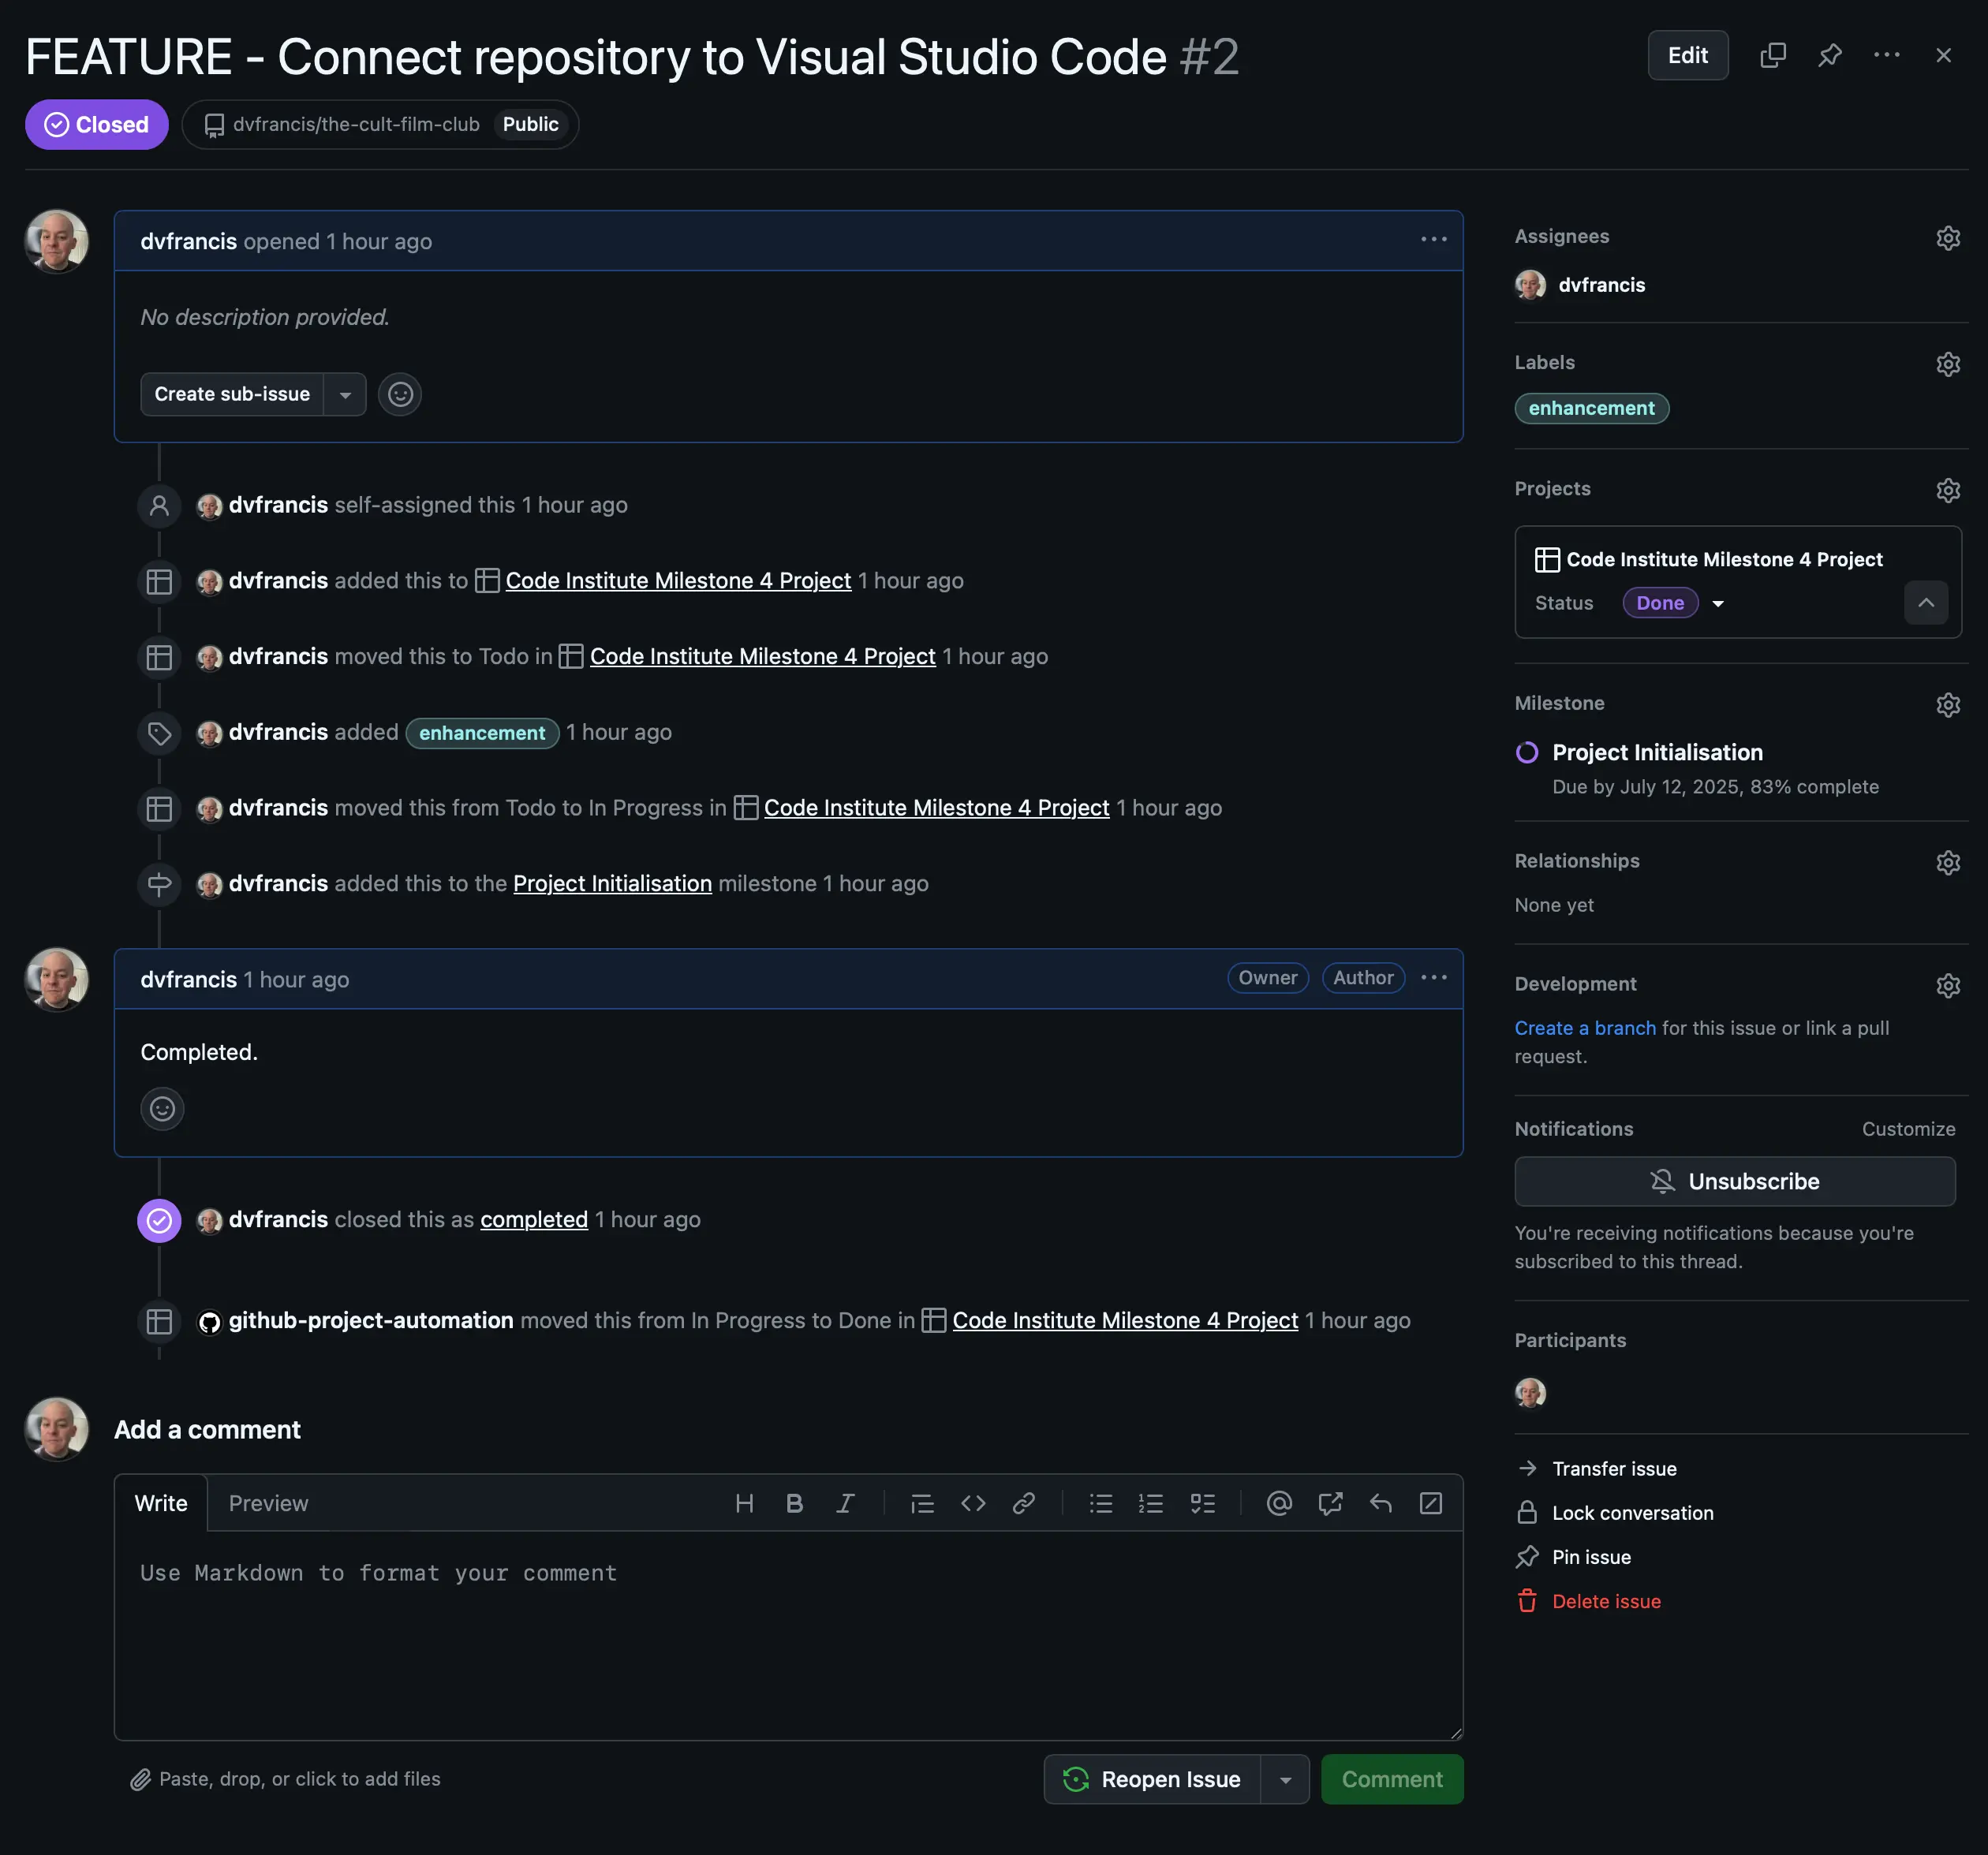 FEATURE - Connect repository to Visual Studio Code #2
Edit
Closed
dvfrancis/the-cult-film-club Public
dvfrancis opened 1 hour ago
No description provided.
Create sub-issue
dvfrancis self-assigned this 1 hour ago
dvfrancis added this to Code Institute Milestone 4 Project 1 hour ago
dvfrancis moved this to Todo in Code Institute Milestone 4 Project 1 hour ago
dvfrancis added enhancement 1 hour ago
dvfrancis moved this from Todo to In Progress in Code Institute Milestone 4 Project 1 hour ago
dvfrancis added this to the Project Initialisation milestone 1 hour ago
dvfrancis 1 hour ago
Owner
Author
Completed.
dvfrancis closed this as completed 1 hour ago
github-project-automation moved this from In Progress to Done in Code Institute Milestone 4 Project 1 hour ago
Add a comment
Write
Preview
Use Markdown to format your comment
Paste, drop, or click to add files
Reopen Issue
Comment
Assignees
dvfrancis
Labels
enhancement
Projects
Code Institute Milestone 4 Project
Status Done
Milestone
Project Initialisation
Due by July 12, 2025, 83% complete
Relationships
None yet
Development
Create a branch for this issue or link a pull
request.
Notifications
Customize
Unsubscribe
You're receiving notifications because you're
subscribed to this thread.
Participants
Transfer issue
Lock conversation
Pin issue
Delete issue